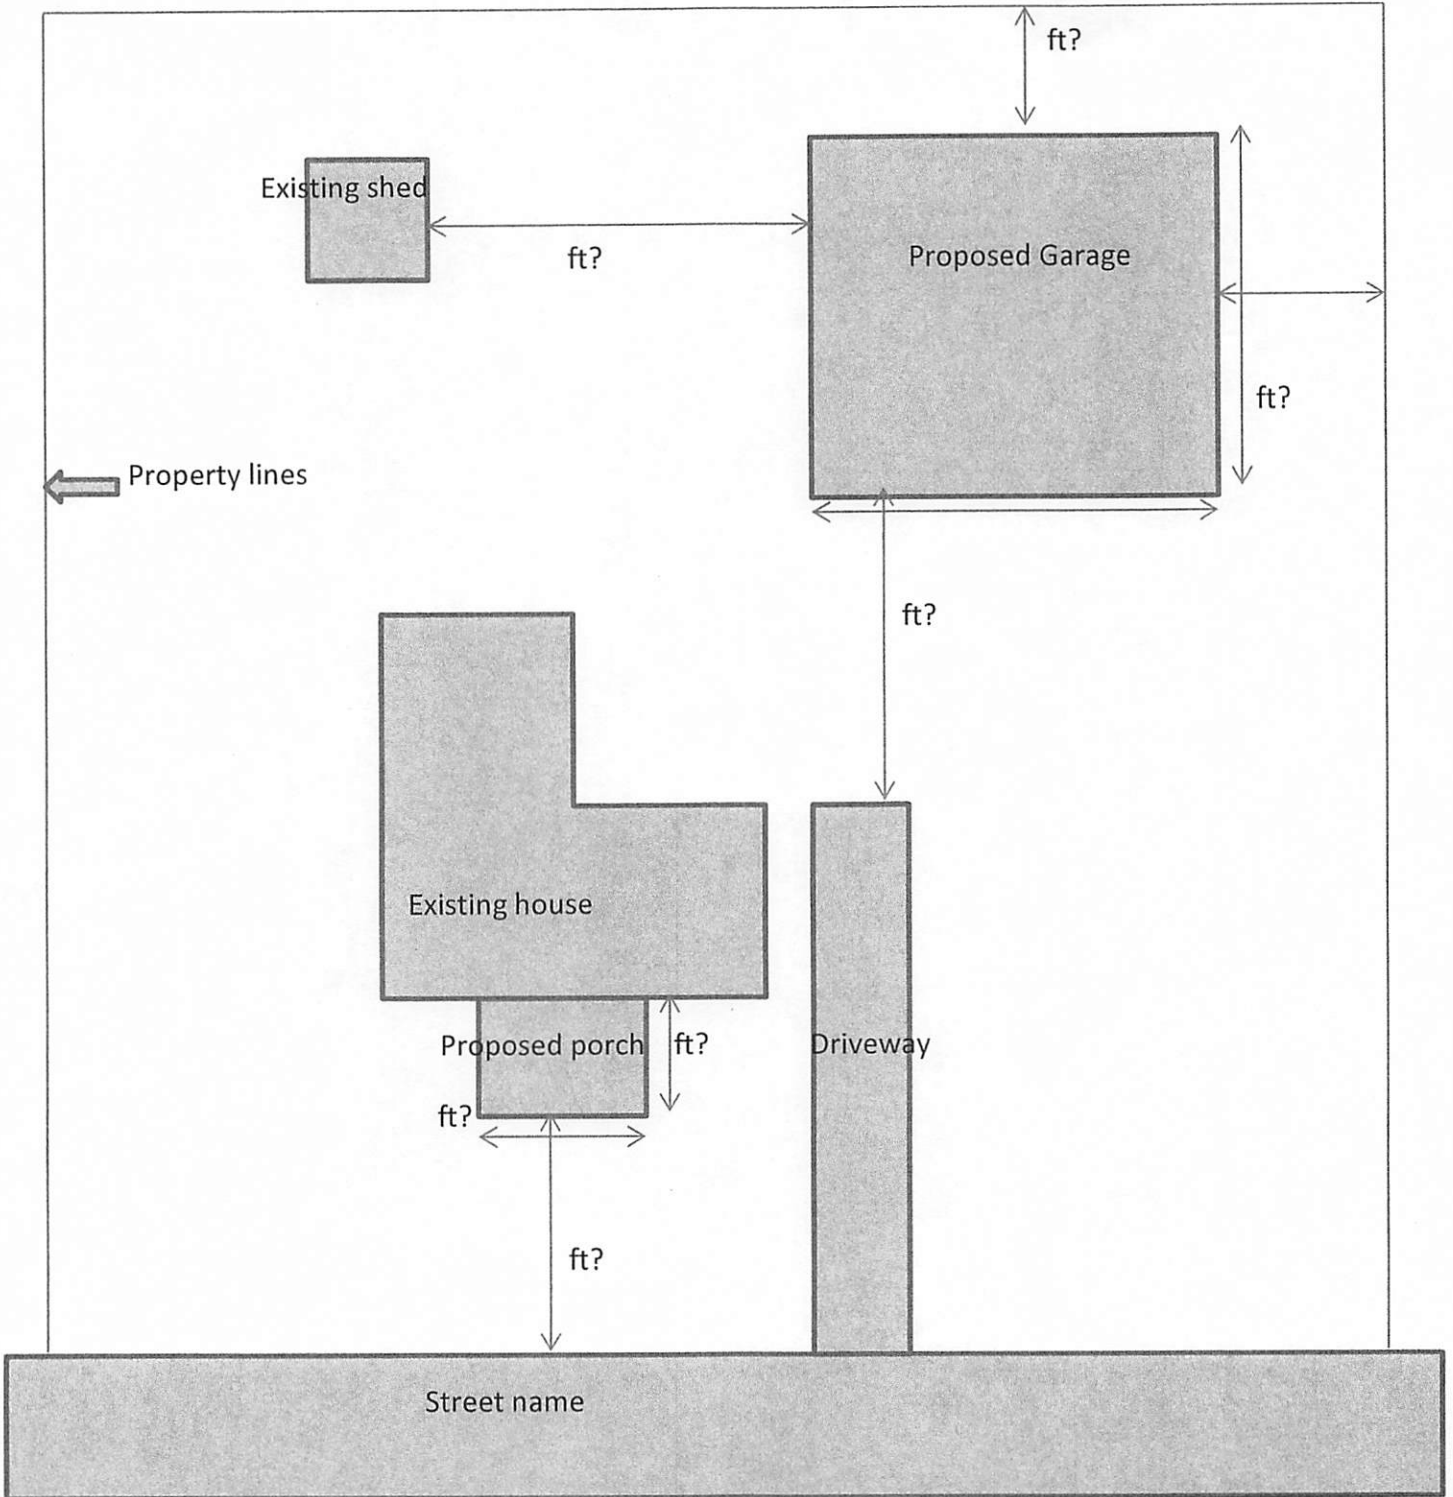 ft?
Existing shed
ft?
Proposed Garage
ft?
Property lines
ft?
Existing house
Proposed porch
ft?
Driveway
ft?
ft?
Street name